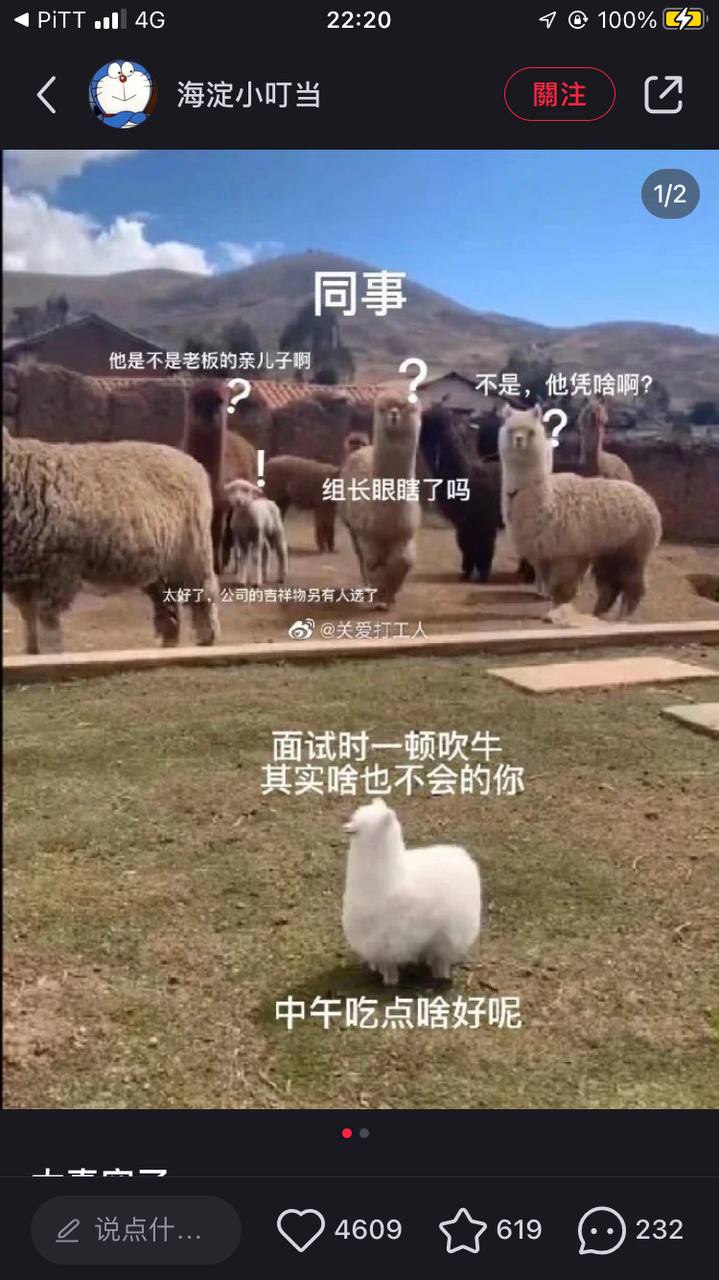 PiTT 4G
22:20
100%
海淀小叮当
關注
1/2
同事
他是不是老板的亲儿子啊
?
?
不是，他凭啥啊?
?
!
组长眼瞎了吗
太好了，公司的吉祥物另有人选了
@关爱打工人
面试时一顿吹牛
其实啥也不会的你
中午吃点啥好呢
说点什...
4609
619
232